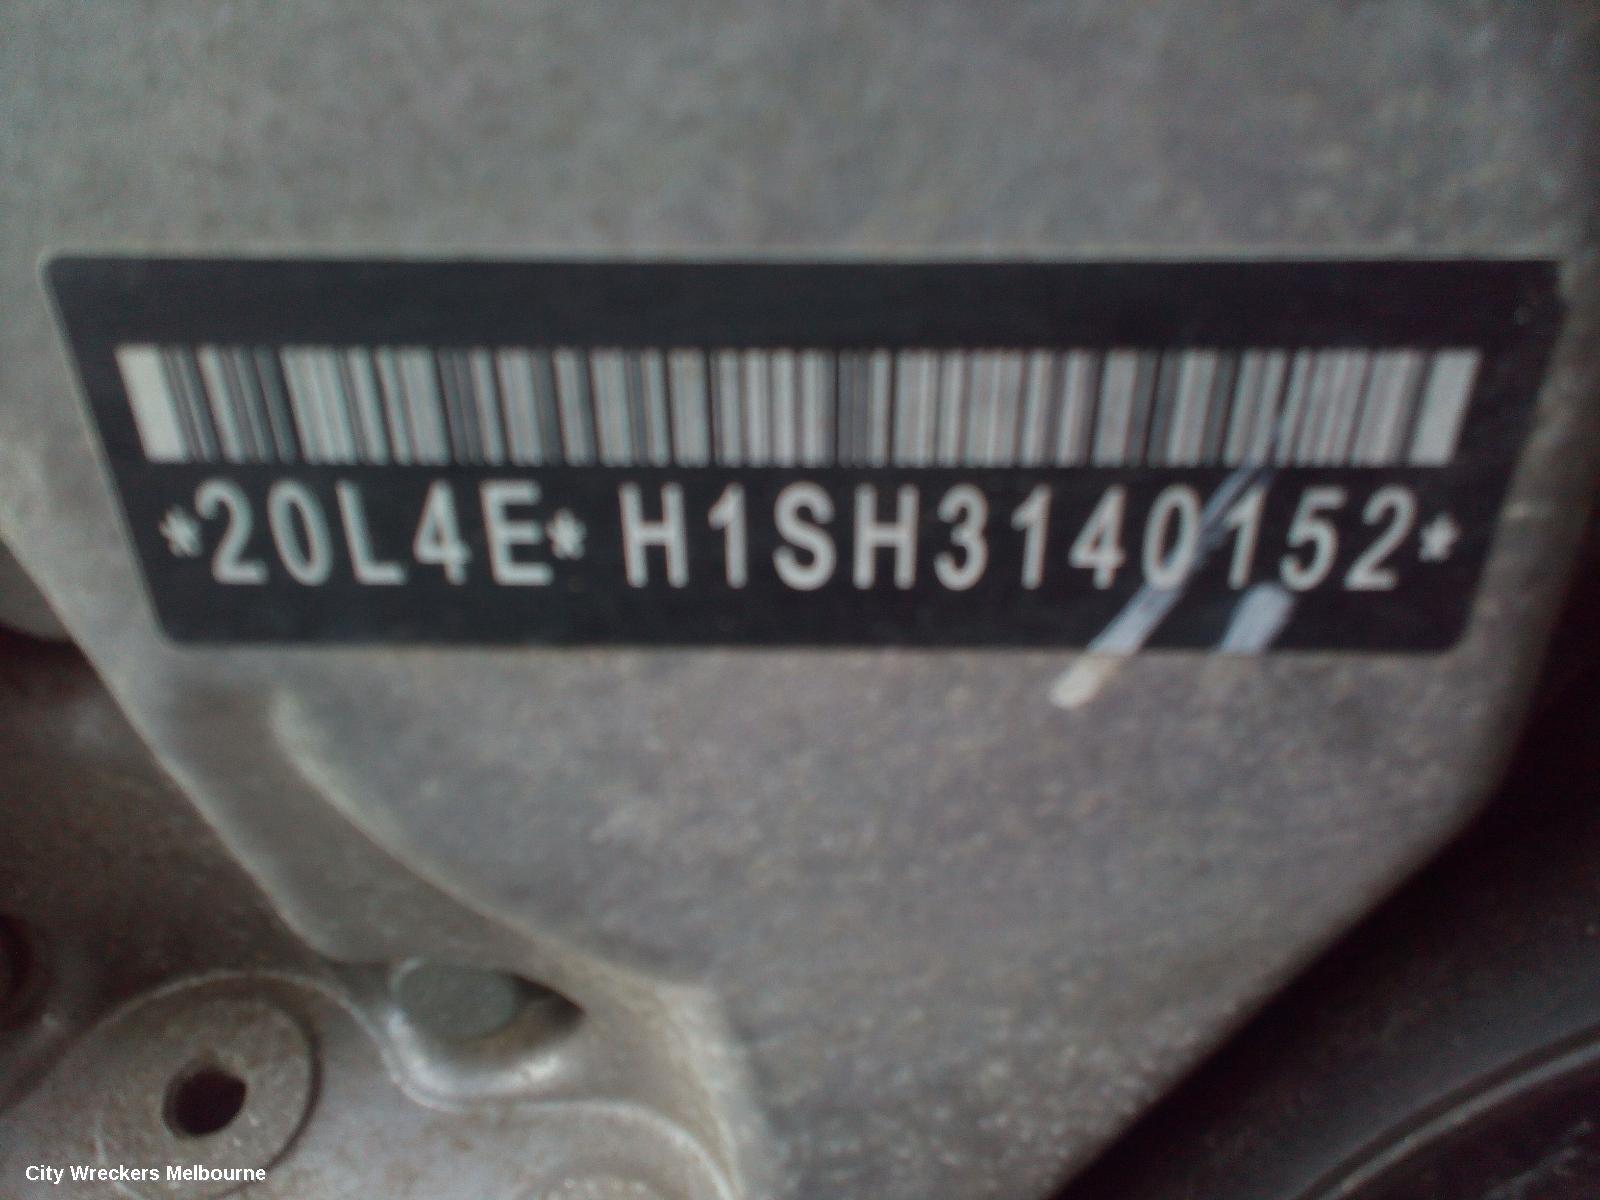 *20L4E* H1SH3140152*
City Wreckers Melbourne